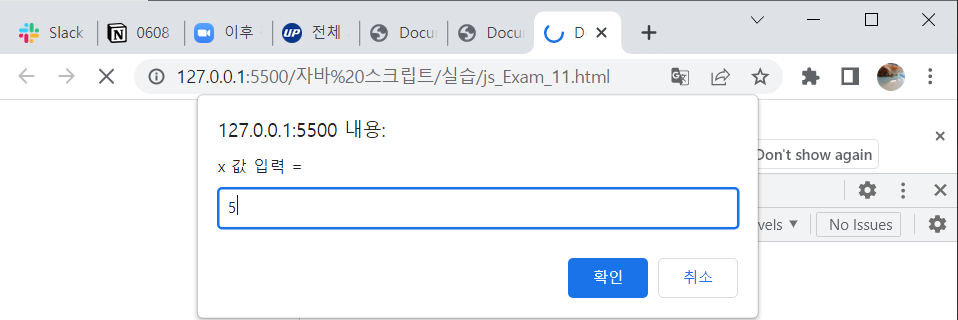 Slack
0608
이후
전체
Docu
Docu
D
127.0.0.1:5500/자바%20스크립트/실습/js_Exam_11.html
127.0.0.1:5500 내용:
x 값 입력 =
5
확인
취소
Don't show again
vels
No Issues